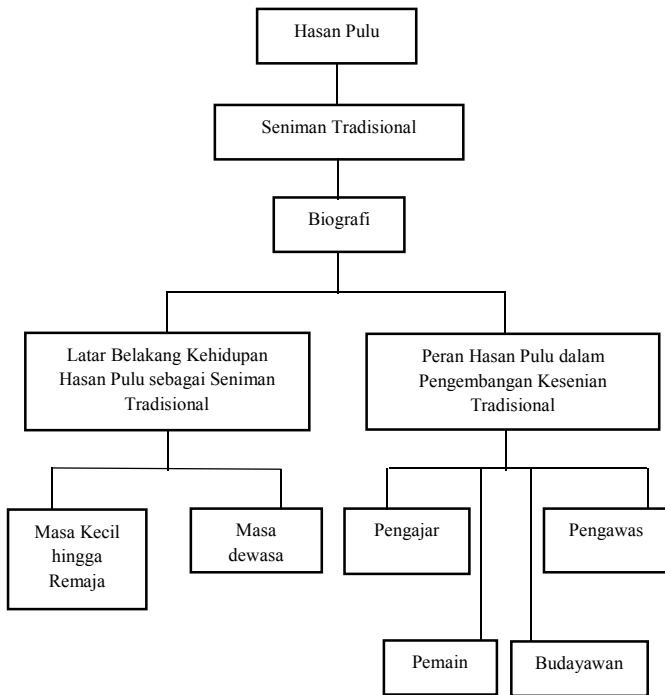 Hasan Pulu
Seniman Tradisional
Biografi
Latar Belakang Kehidupan
Hasan Pulu sebagai Seniman
Tradisional
Peran Hasan Pulu dalam
Pengembangan Kesenian
Tradisional
Masa Kecil
hingga
Remaja
Masa
dewasa
Pengajar
Pengawas
Pemain
Budayawan